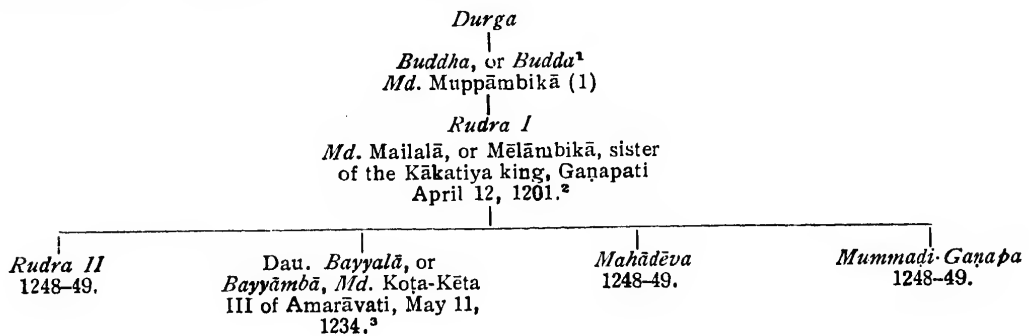 Durga
Buddha, or Budda¹
Md. Muppāmbikā (1)
Rudra I
Md. Mailalā, or Mēlāmbikā, sister
of the Kākatiya king, Gaṇapati
April 12, 1201.²
Rudra II
1248–49.
Dau. Bayyalā, or
Bayyāmbā, Md. Koṭa-Kēta
III of Amarāvati, May 11,
1234.³
Mahādēva
1248–49.
Mummaḍi-Gaṇapa
1248–49.